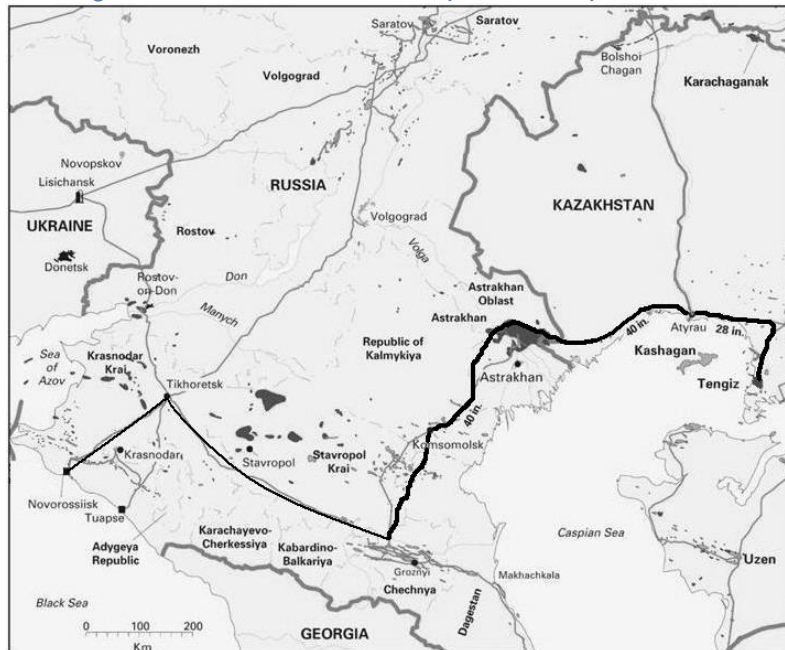 Saratov
Saratov
Voronezh
Bolshoi
Chagan
Volgograd
Karachaganak
Novopskov
Lisichansk
RUSSIA
KAZAKHSTAN
UKRAINE
Rostov
Volgograd
Donetsk
Volga
Rostov-
on-Don
Don
Astrakhan
Oblast
Manych
Astrakhan
40 in.
Atyrau
28 in.
Sea
of
Azov
Krasnodar
Krai
Republic of
Kalmykiya
Kashagan
Tikhoretsk
Astrakhan
Tengiz
40 in.
Komsomolsk
Krasnodar
Stavropol
Stavropol
Krai
Novorossiisk
Tuapse
Caspian Sea
Adygeya
Republic
Karachayevo-
Cherkessiya
Kabardino-
Balkariya
Uzen
Groznyi
Makhachkala
Chechnya
Black Sea
Dagestan
0 100 200
Km
GEORGIA